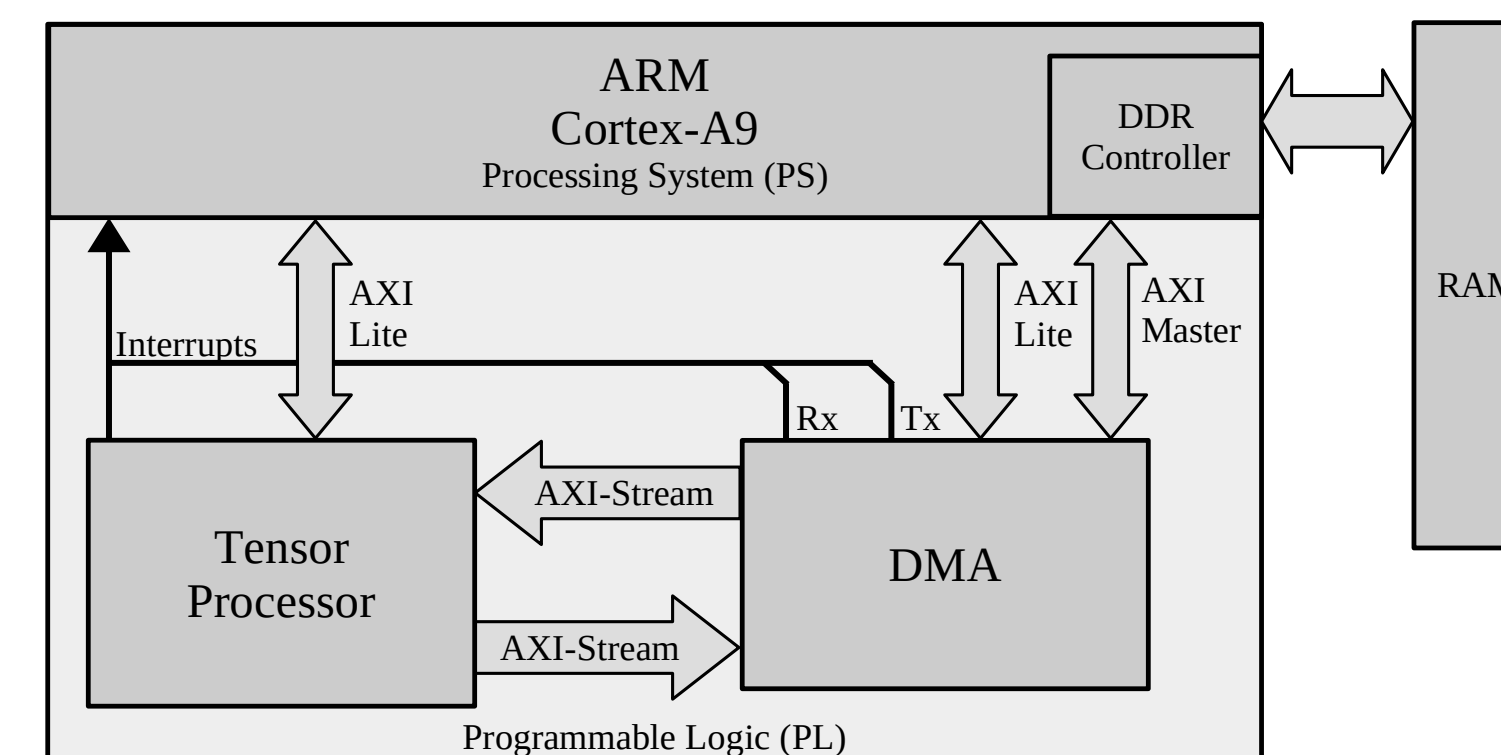 ARM
Cortex-A9
Processing System (PS)
DDR
Controller
AXI
Lite
Interrupts
AXI
Lite
AXI
Master
Rx
Tx
AXI-Stream
Tensor
Processor
DMA
AXI-Stream
Programmable Logic (PL)